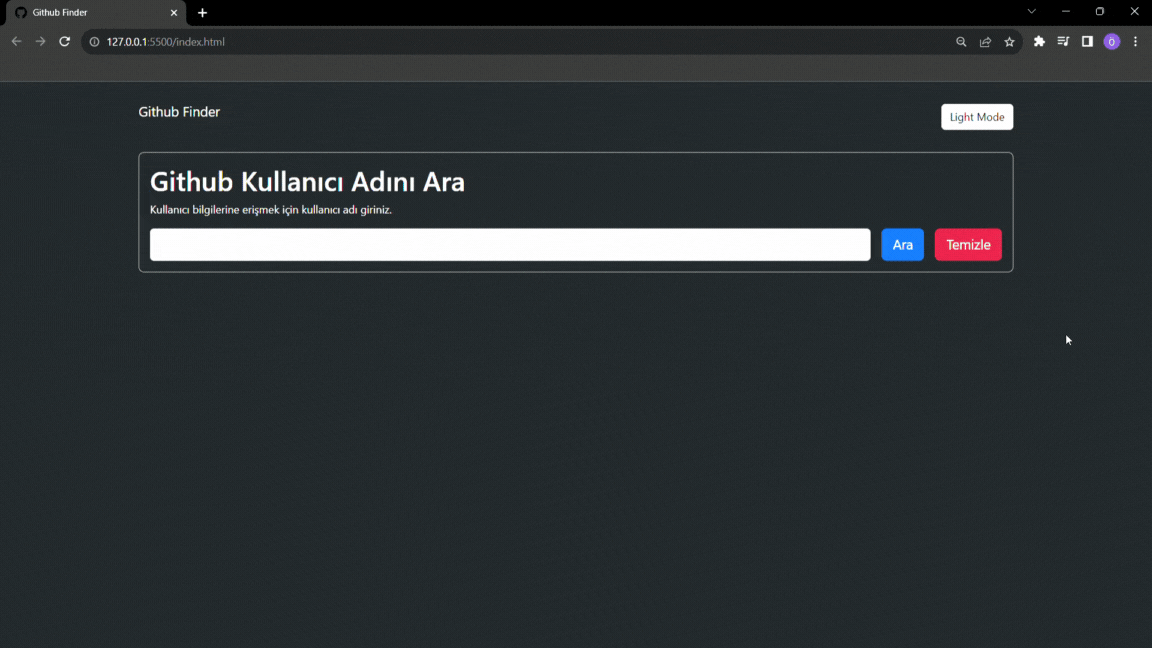 Github Finder
127.0.0.1:5500/index.html
Ö
Github Finder
Light Mode
Github Kullanıcı Adını Ara
Kullanıcı bilgilerine erişmek için kullanıcı adı giriniz.
Ara
Temizle